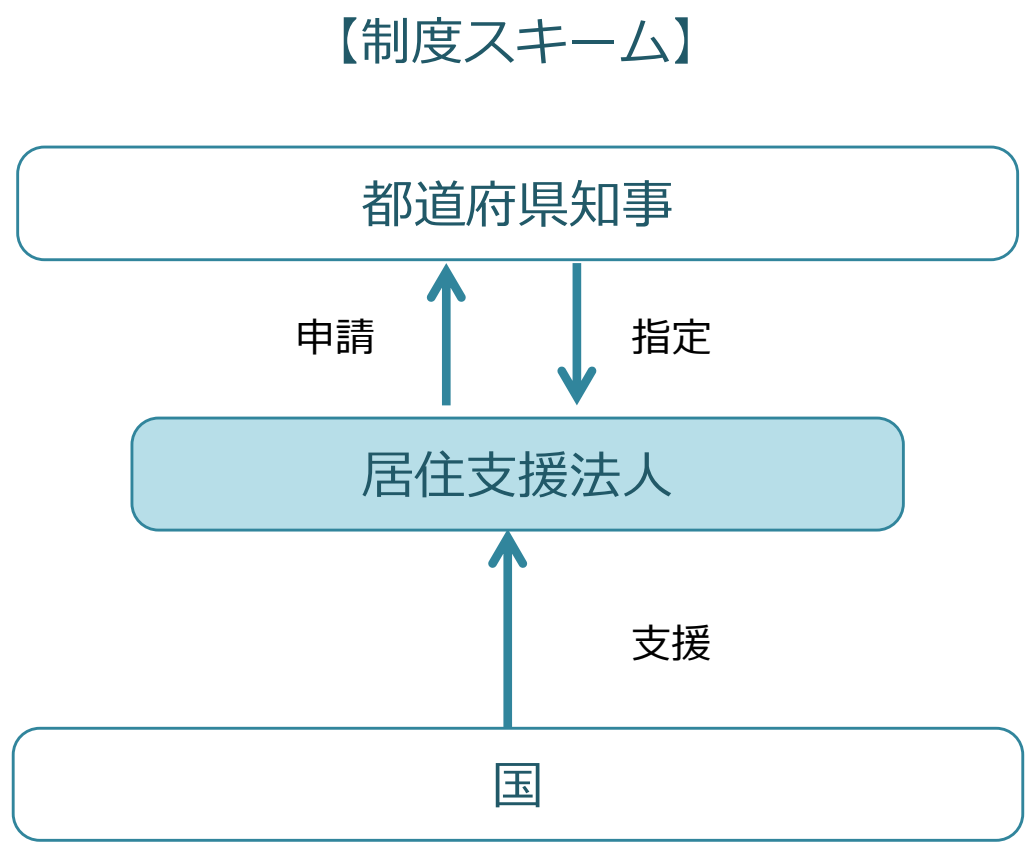 【制度スキーム】
都道府県知事
申請
指定
居住支援法人
支援
国